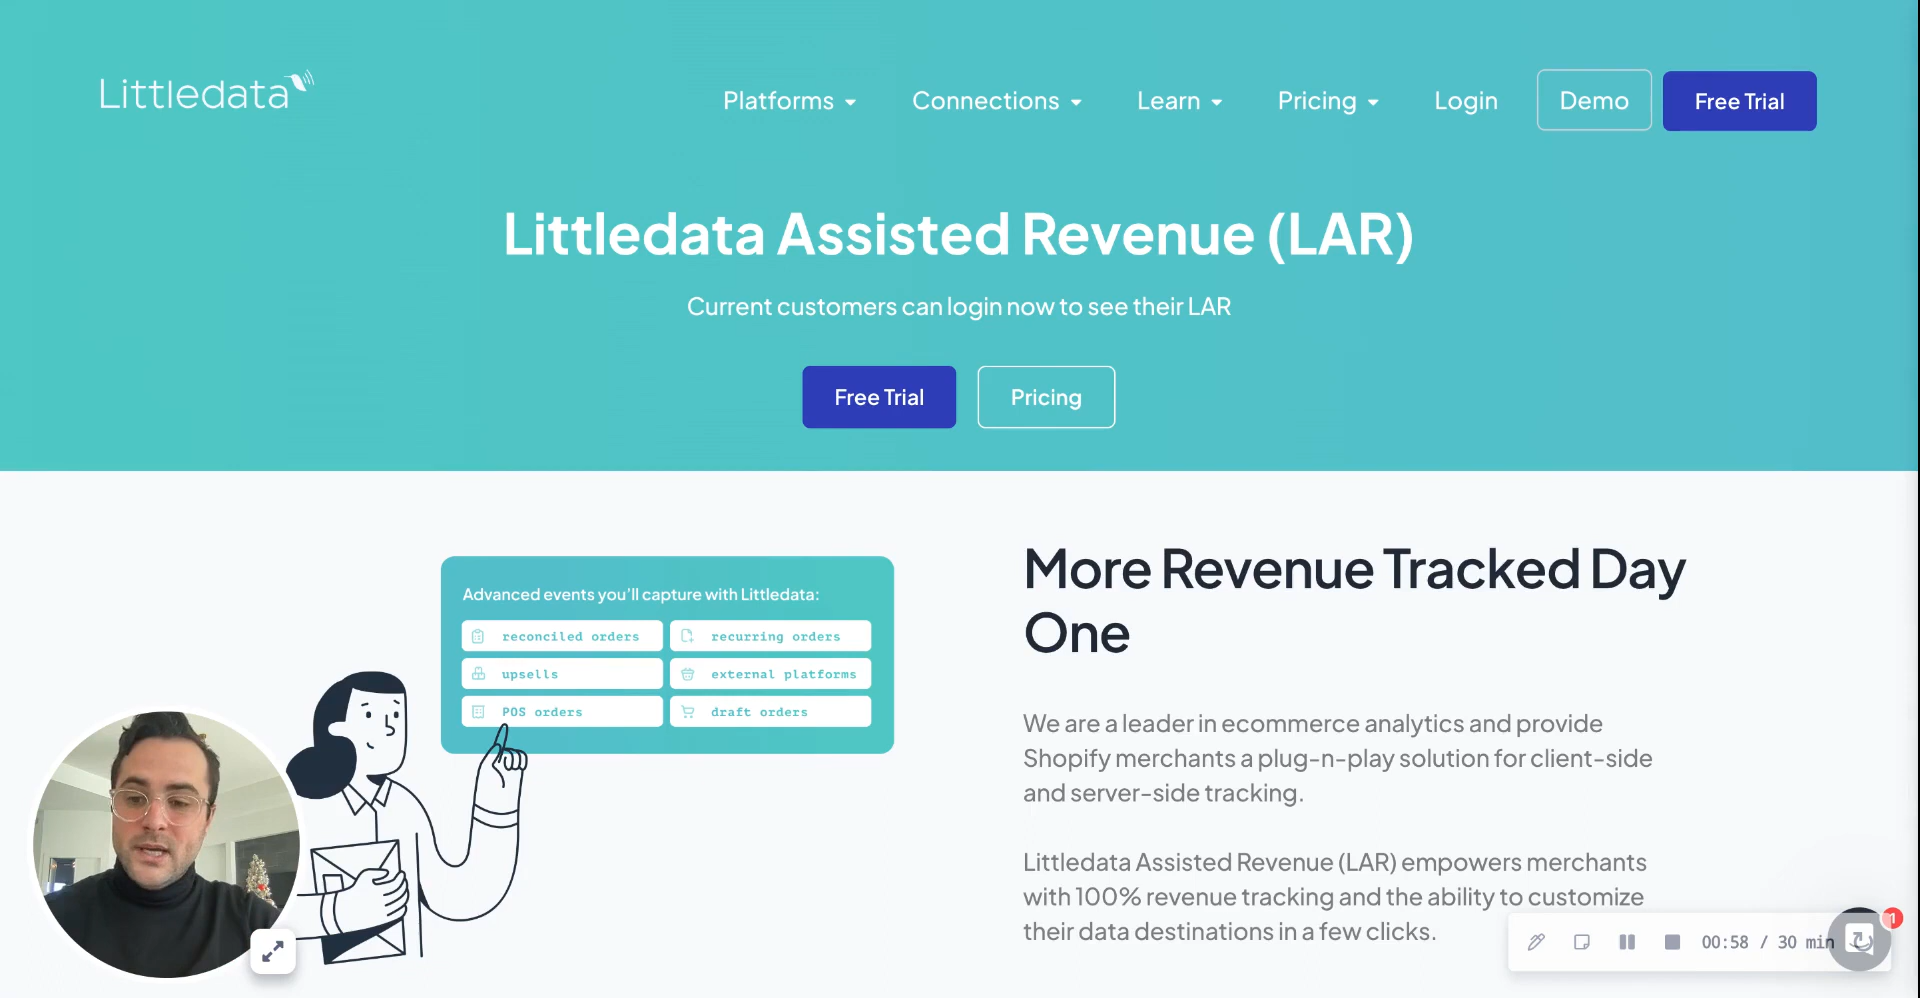 Littledata
Platforms
Connections
Learn
Pricing
Login
Demo
Free Trial
Littledata Assisted Revenue (LAR)
Current customers can login now to see their LAR
Free Trial
Pricing
Advanced events you'll capture with Littledata:
reconciled orders
recurring orders
upsells
external platforms
POS orders
draft orders
More Revenue Tracked Day
One
We are a leader in ecommerce analytics and provide
Shopify merchants a plug-n-play solution for client-side
and server-side tracking.
Littledata Assisted Revenue (LAR) empowers merchants
with 100% revenue tracking and the ability to customize
their data destinations in a few clicks.
00:58 / 30 min
1